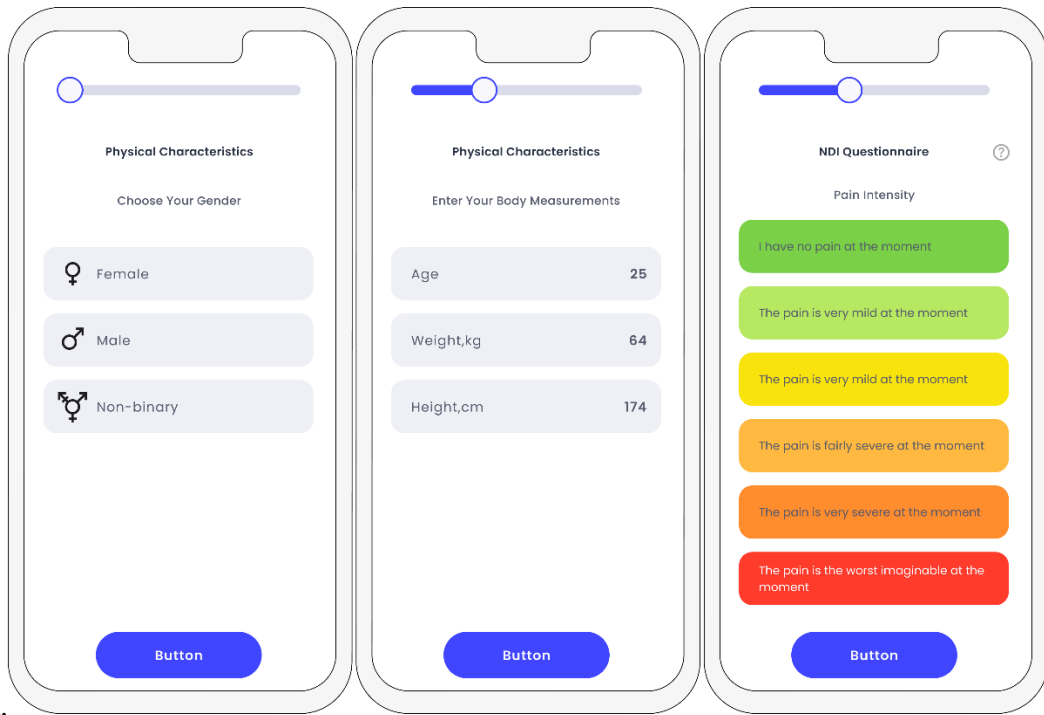 Physical Characteristics
Choose Your Gender
Female
Male
Non-binary
Button
Physical Characteristics
Enter Your Body Measurements
Age 25
Weight,kg 64
Height,cm 174
Button
NDI Questionnaire ?
Pain Intensity
I have no pain at the moment
The pain is very mild at the moment
The pain is very mild at the moment
The pain is fairly severe at the moment
The pain is very severe at the moment
The pain is the worst imaginable at the
moment
Button
.